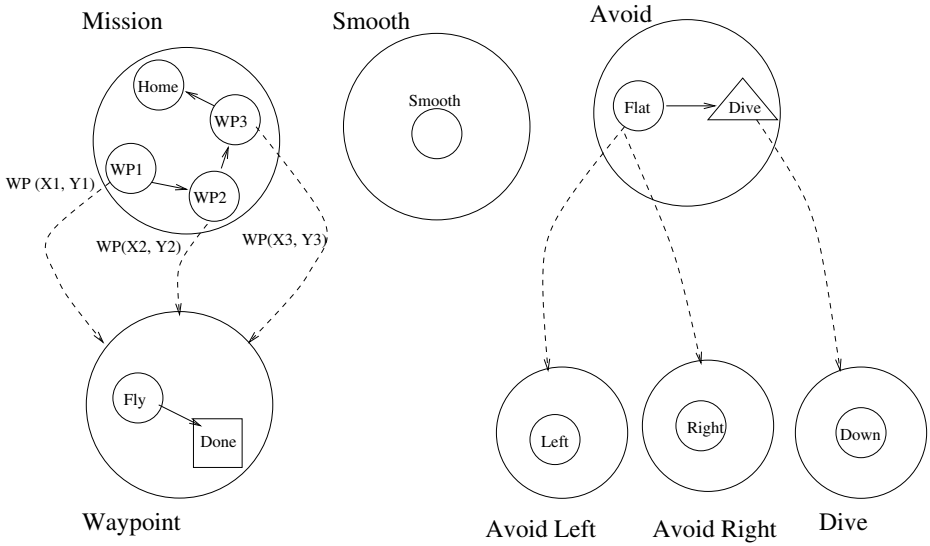 Mission
Smooth
Avoid
Home
WP3
WP1
WP2
Smooth
Flat
Dive
WP (X1, Y1)
WP(X2, Y2)
WP(X3, Y3)
Fly
Done
Left
Right
Down
Waypoint
Avoid Left
Avoid Right
Dive